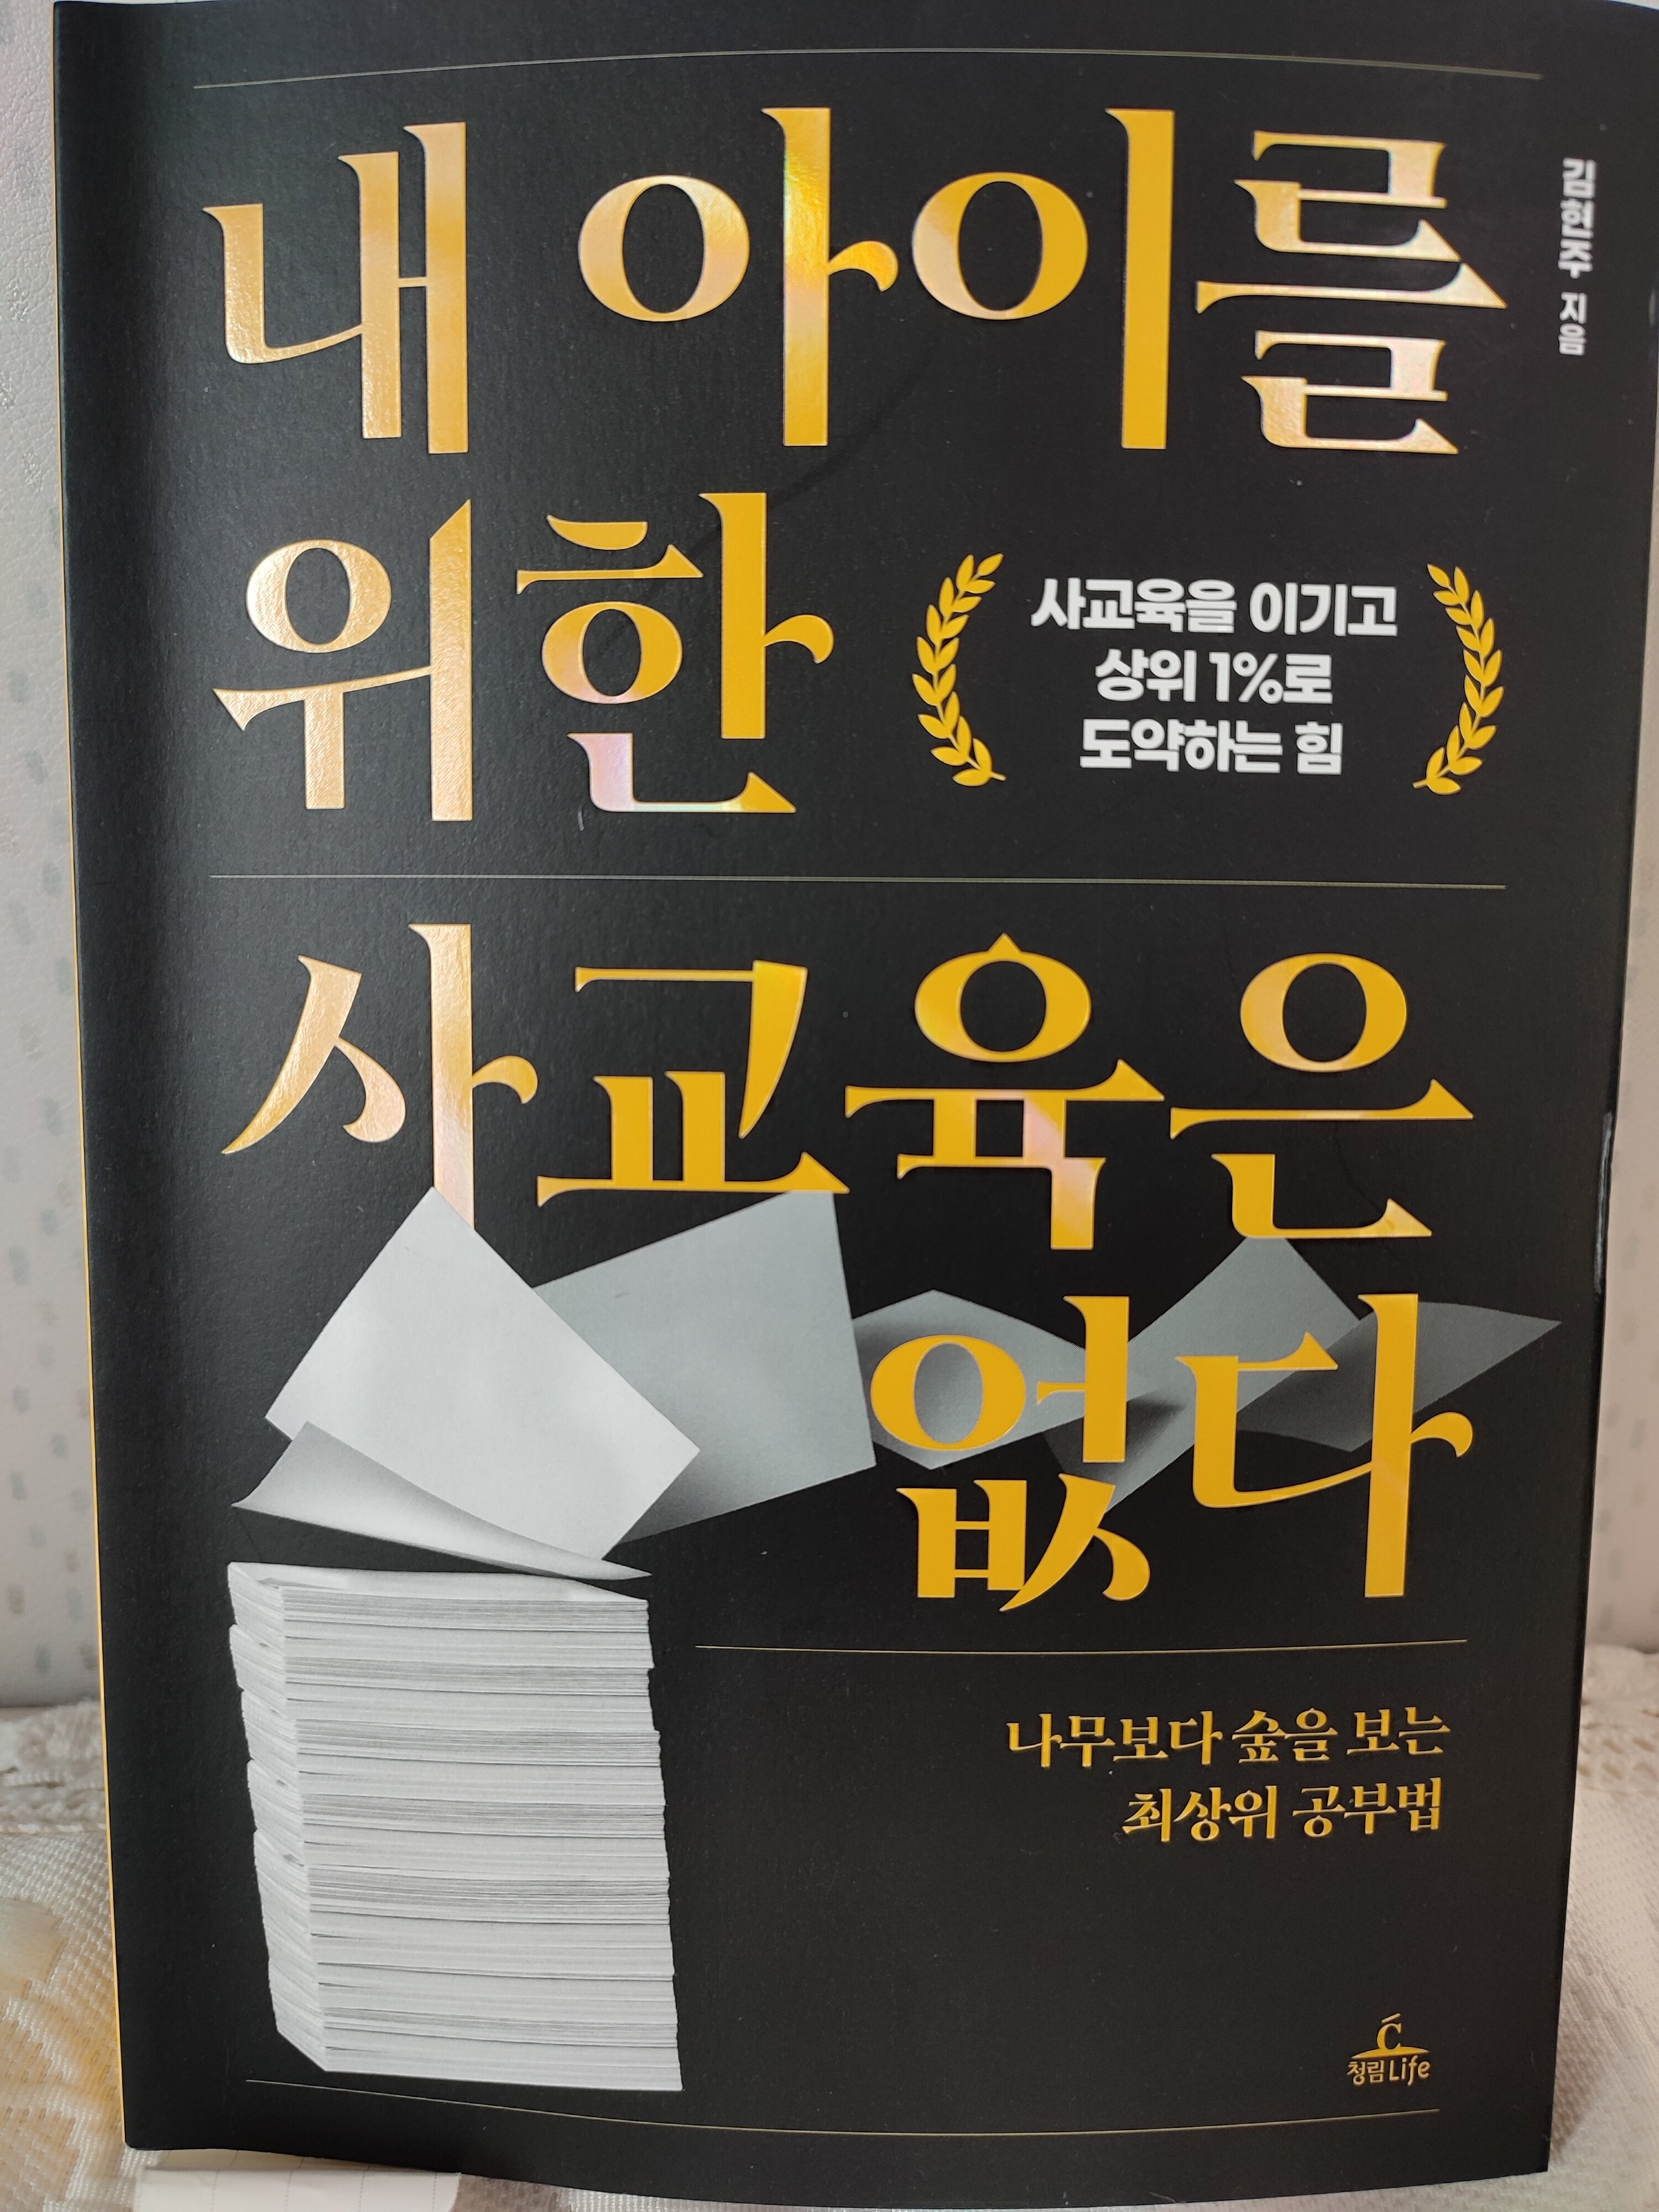 내 아이를
김현주 지음
위한
사교육을 이기고
상위 1%로
도약하는 힘
사교육은
없다
나무보다 숲을 보는
최상위 공부법
C
청림Life